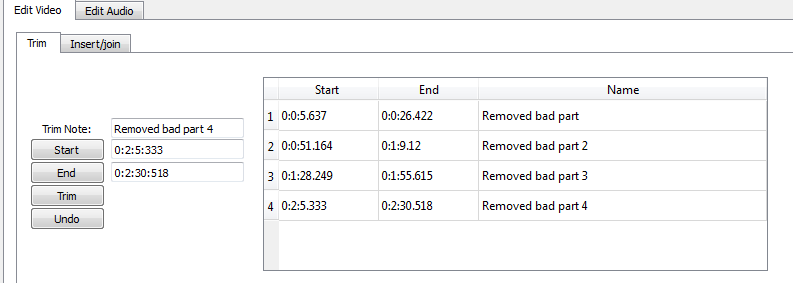 Edit Video Edit Audio
Trim Insert/join
Start End Name
Trim Note: Removed bad part 4
1 0:0:5.637 0:0:26.422 Removed bad part
Start 0:2:5:333
2 0:0:51.164 0:1:9.12 Removed bad part 2
End 0:2:30:518
3 0:1:28.249 0:1:55.615 Removed bad part 3
Trim
4 0:2:5.333 0:2:30.518 Removed bad part 4
Undo